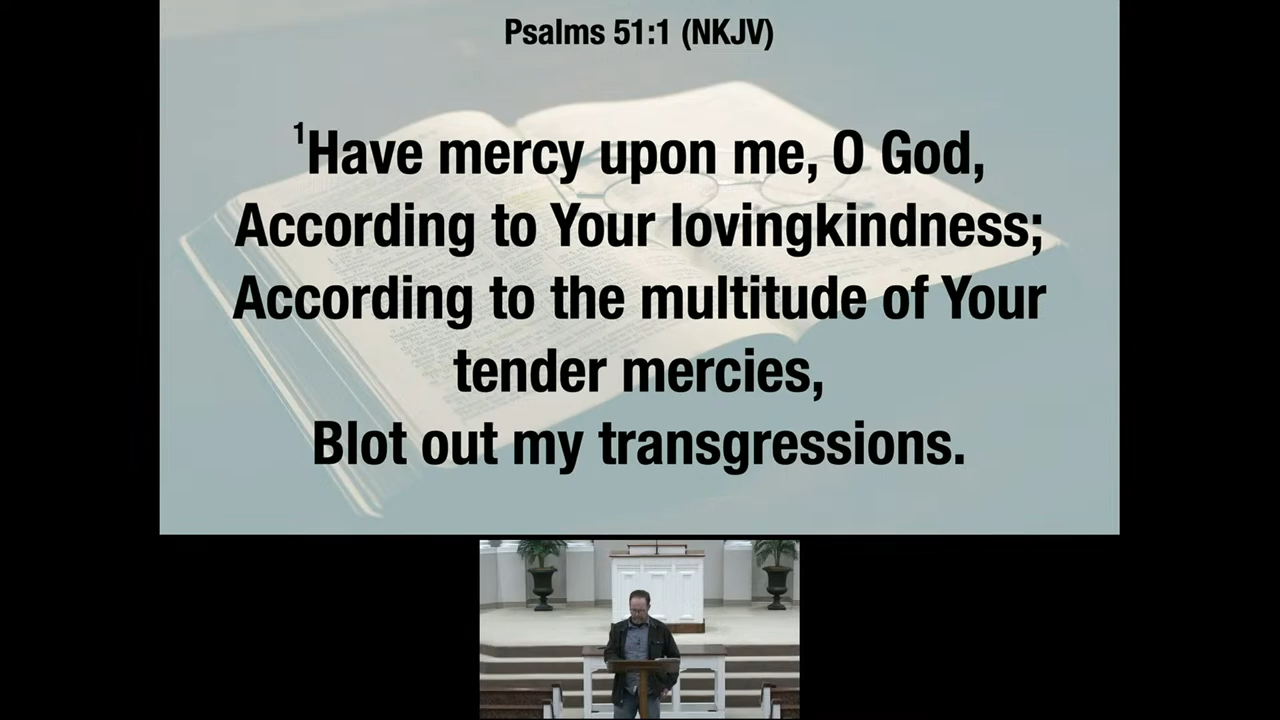 Psalms 51:1 (NKJV)
1Have mercy upon me, O God,
According to Your lovingkindness;
According to the multitude of Your
tender mercies,
Blot out my transgressions.